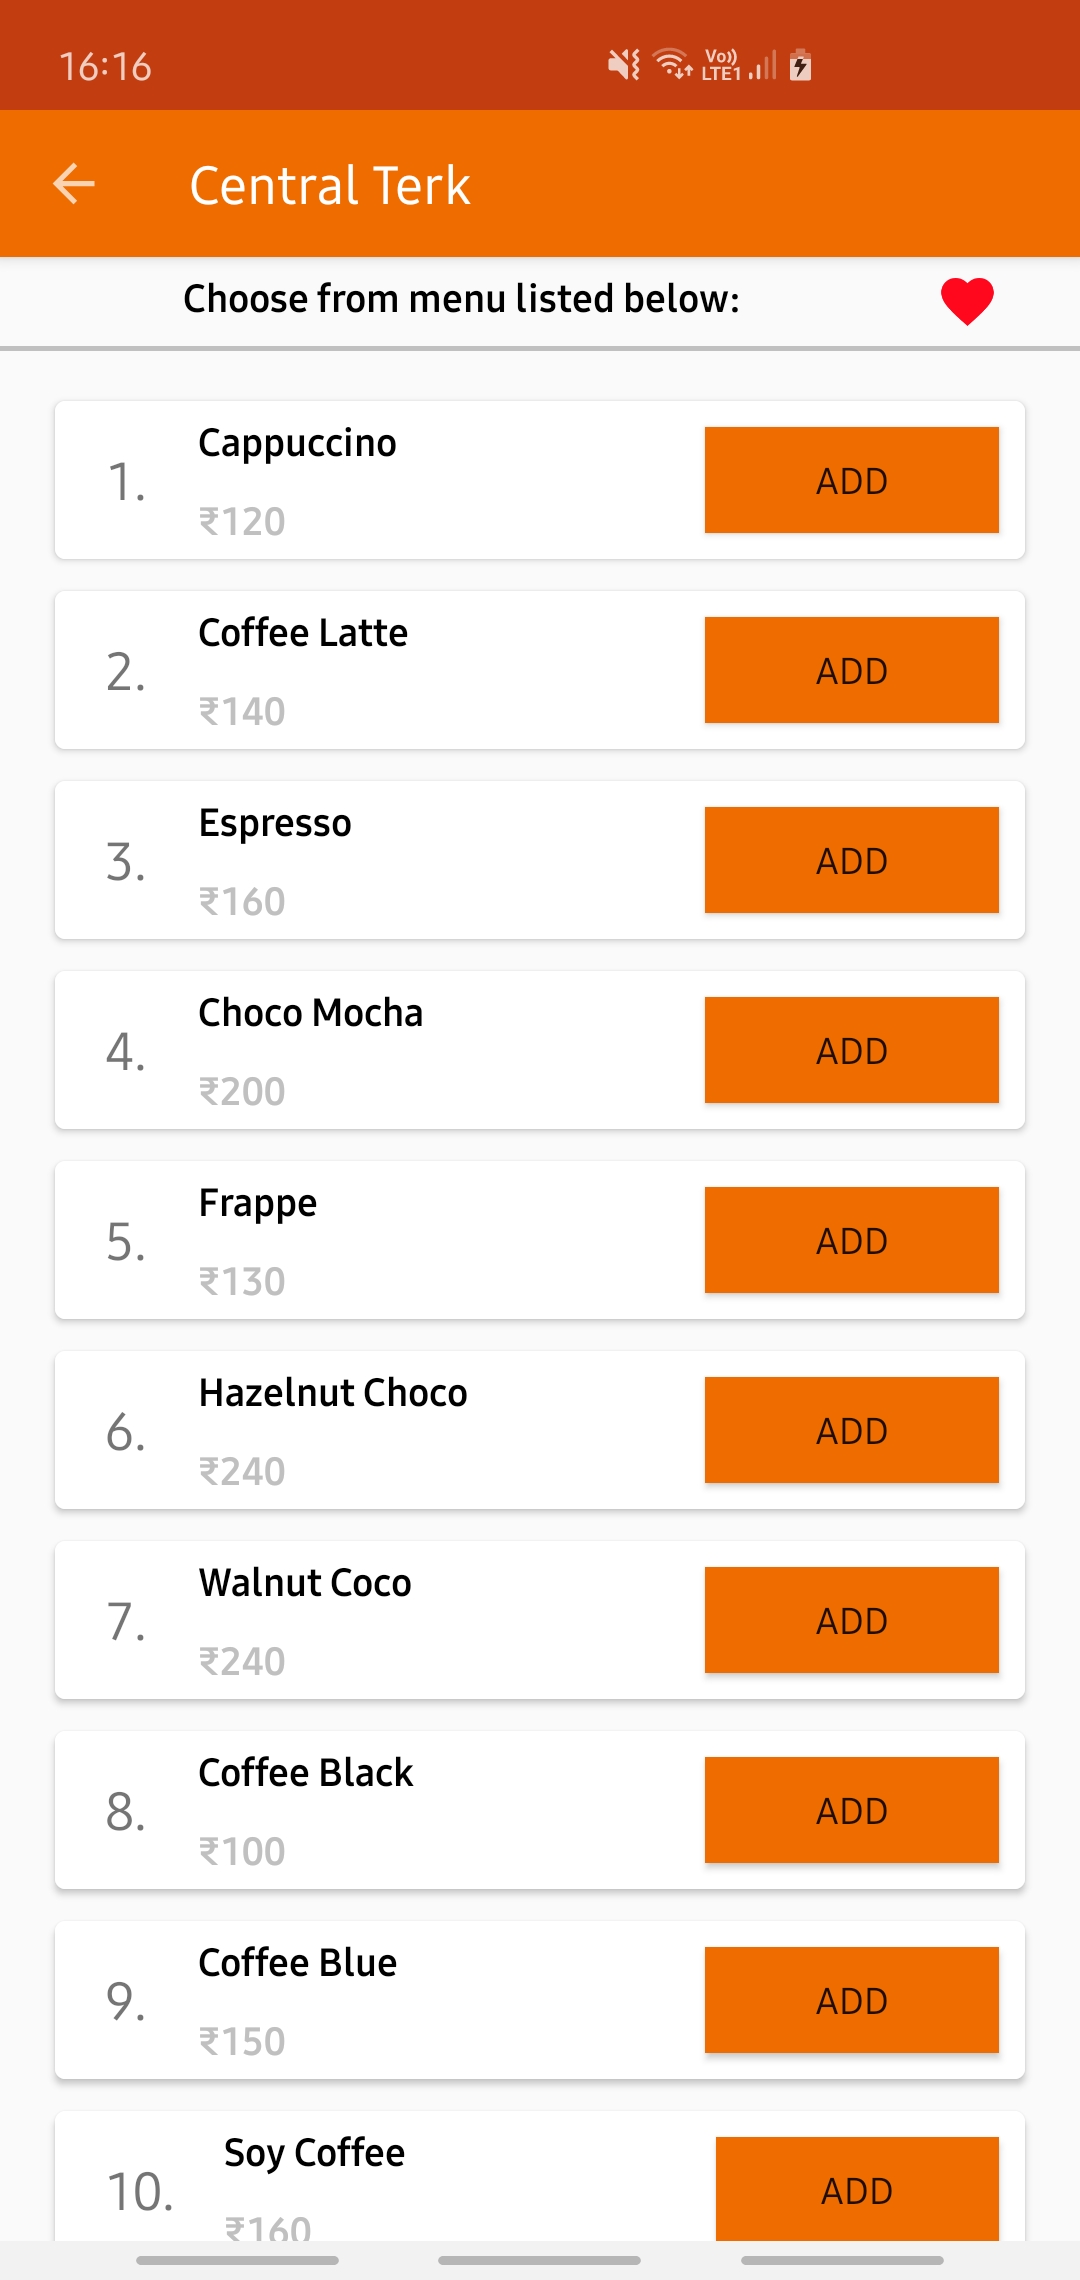 16:16
Vo))
LTE1
Central Terk
Choose from menu listed below:
1.
Cappuccino
₹120
ADD
2.
Coffee Latte
₹140
ADD
3.
Espresso
₹160
ADD
4.
Choco Mocha
₹200
ADD
5.
Frappe
₹130
ADD
6.
Hazelnut Choco
₹240
ADD
7.
Walnut Coco
₹240
ADD
8.
Coffee Black
₹100
ADD
9.
Coffee Blue
₹150
ADD
10.
Soy Coffee
₹160
ADD